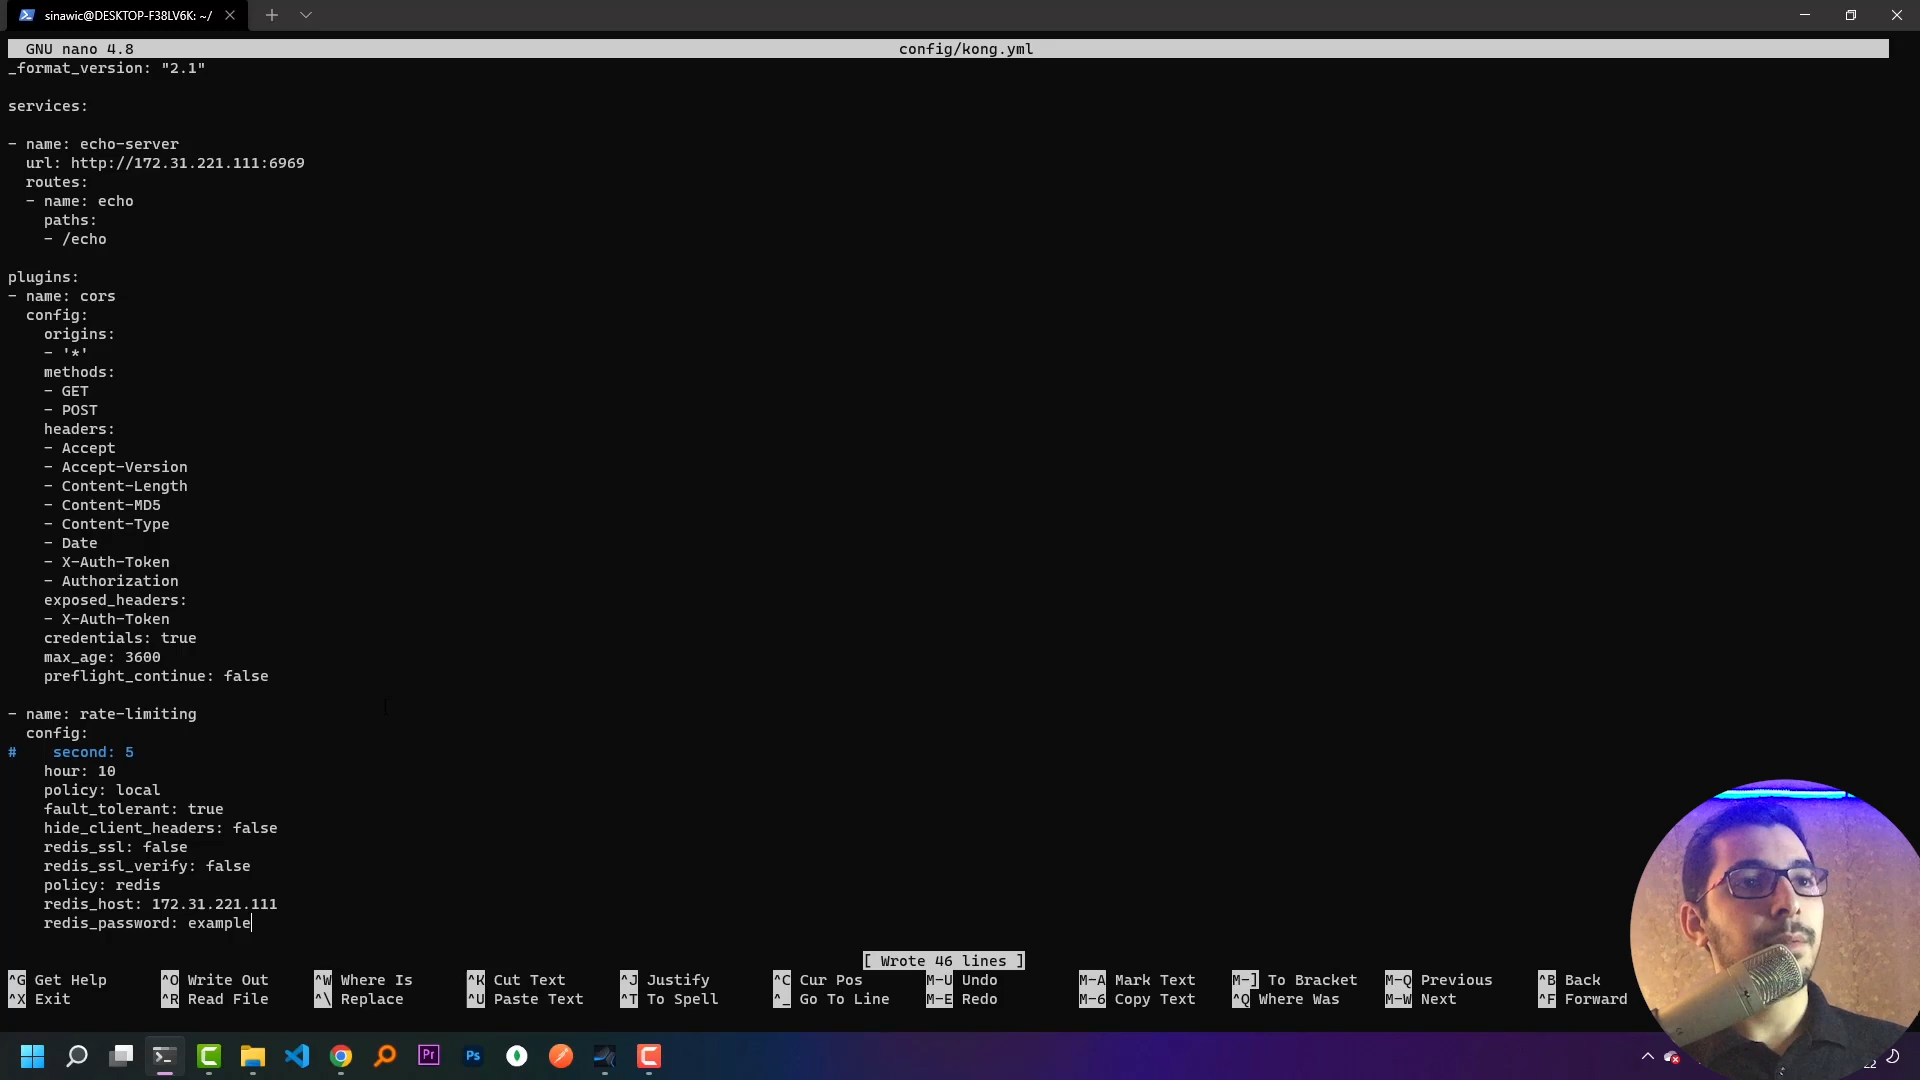 sinawic@DESKTOP-F38LV6K: ~/
GNU nano 4.8 config/kong.yml
_format_version: "2.1"
services:
- name: echo-server
url: http://172.31.221.111:6969
routes:
- name: echo
paths:
- /echo
plugins:
- name: cors
config:
origins:
- '*'
methods:
- GET
- POST
headers:
- Accept
- Accept-Version
- Content-Length
- Content-MD5
- Content-Type
- Date
- X-Auth-Token
- Authorization
exposed_headers:
- X-Auth-Token
credentials: true
max_age: 3600
preflight_continue: false
- name: rate-limiting
config:
# second: 5
hour: 10
policy: local
fault_tolerant: true
hide_client_headers: false
redis_ssl: false
redis_ssl_verify: false
policy: redis
redis_host: 172.31.221.111
redis_password: example
[ Wrote 46 lines ]
^G Get Help ^O Write Out ^W Where Is ^K Cut Text ^J Justify ^C Cur Pos M-U Undo M-A Mark Text M-] To Bracket M-Q Previous ^B Back
^X Exit ^R Read File ^\ Replace ^U Paste Text ^T To Spell ^_ Go To Line M-E Redo M-6 Copy Text ^Q Where Was M-W Next ^F Forward
Pr Ps
22